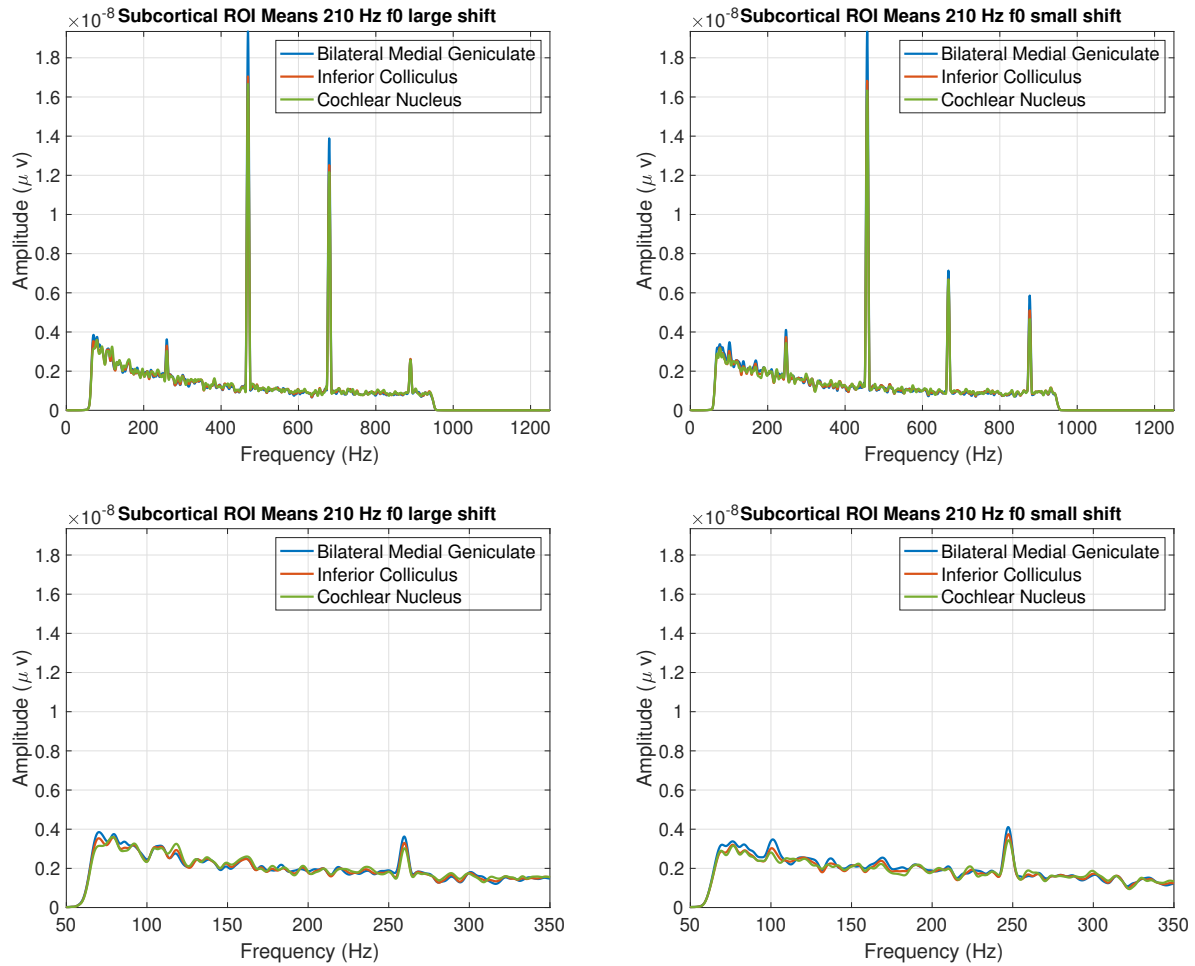 ×10^-8 Subcortical ROI Means 210 Hz f0 large shift
Bilateral Medial Geniculate
Inferior Colliculus
Cochlear Nucleus
Amplitude (μ v)
1.8
1.6
1.4
1.2
1
0.8
0.6
0.4
0.2
0
0 200 400 600 800 1000 1200
Frequency (Hz)
×10^-8 Subcortical ROI Means 210 Hz f0 small shift
Bilateral Medial Geniculate
Inferior Colliculus
Cochlear Nucleus
Amplitude (μ v)
1.8
1.6
1.4
1.2
1
0.8
0.6
0.4
0.2
0
0 200 400 600 800 1000 1200
Frequency (Hz)
×10^-8 Subcortical ROI Means 210 Hz f0 large shift
Bilateral Medial Geniculate
Inferior Colliculus
Cochlear Nucleus
Amplitude (μ v)
1.8
1.6
1.4
1.2
1
0.8
0.6
0.4
0.2
0
50 100 150 200 250 300 350
Frequency (Hz)
×10^-8 Subcortical ROI Means 210 Hz f0 small shift
Bilateral Medial Geniculate
Inferior Colliculus
Cochlear Nucleus
Amplitude (μ v)
1.8
1.6
1.4
1.2
1
0.8
0.6
0.4
0.2
0
50 100 150 200 250 300 350
Frequency (Hz)